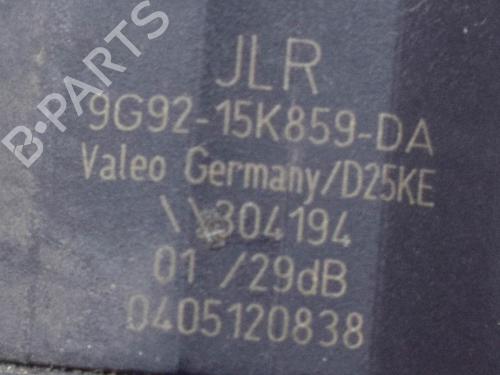 B-PARTS
JLR
9G92-15K859-DA
Valeo Germany/D25KE
\\304194
01 /29dB
0405120838